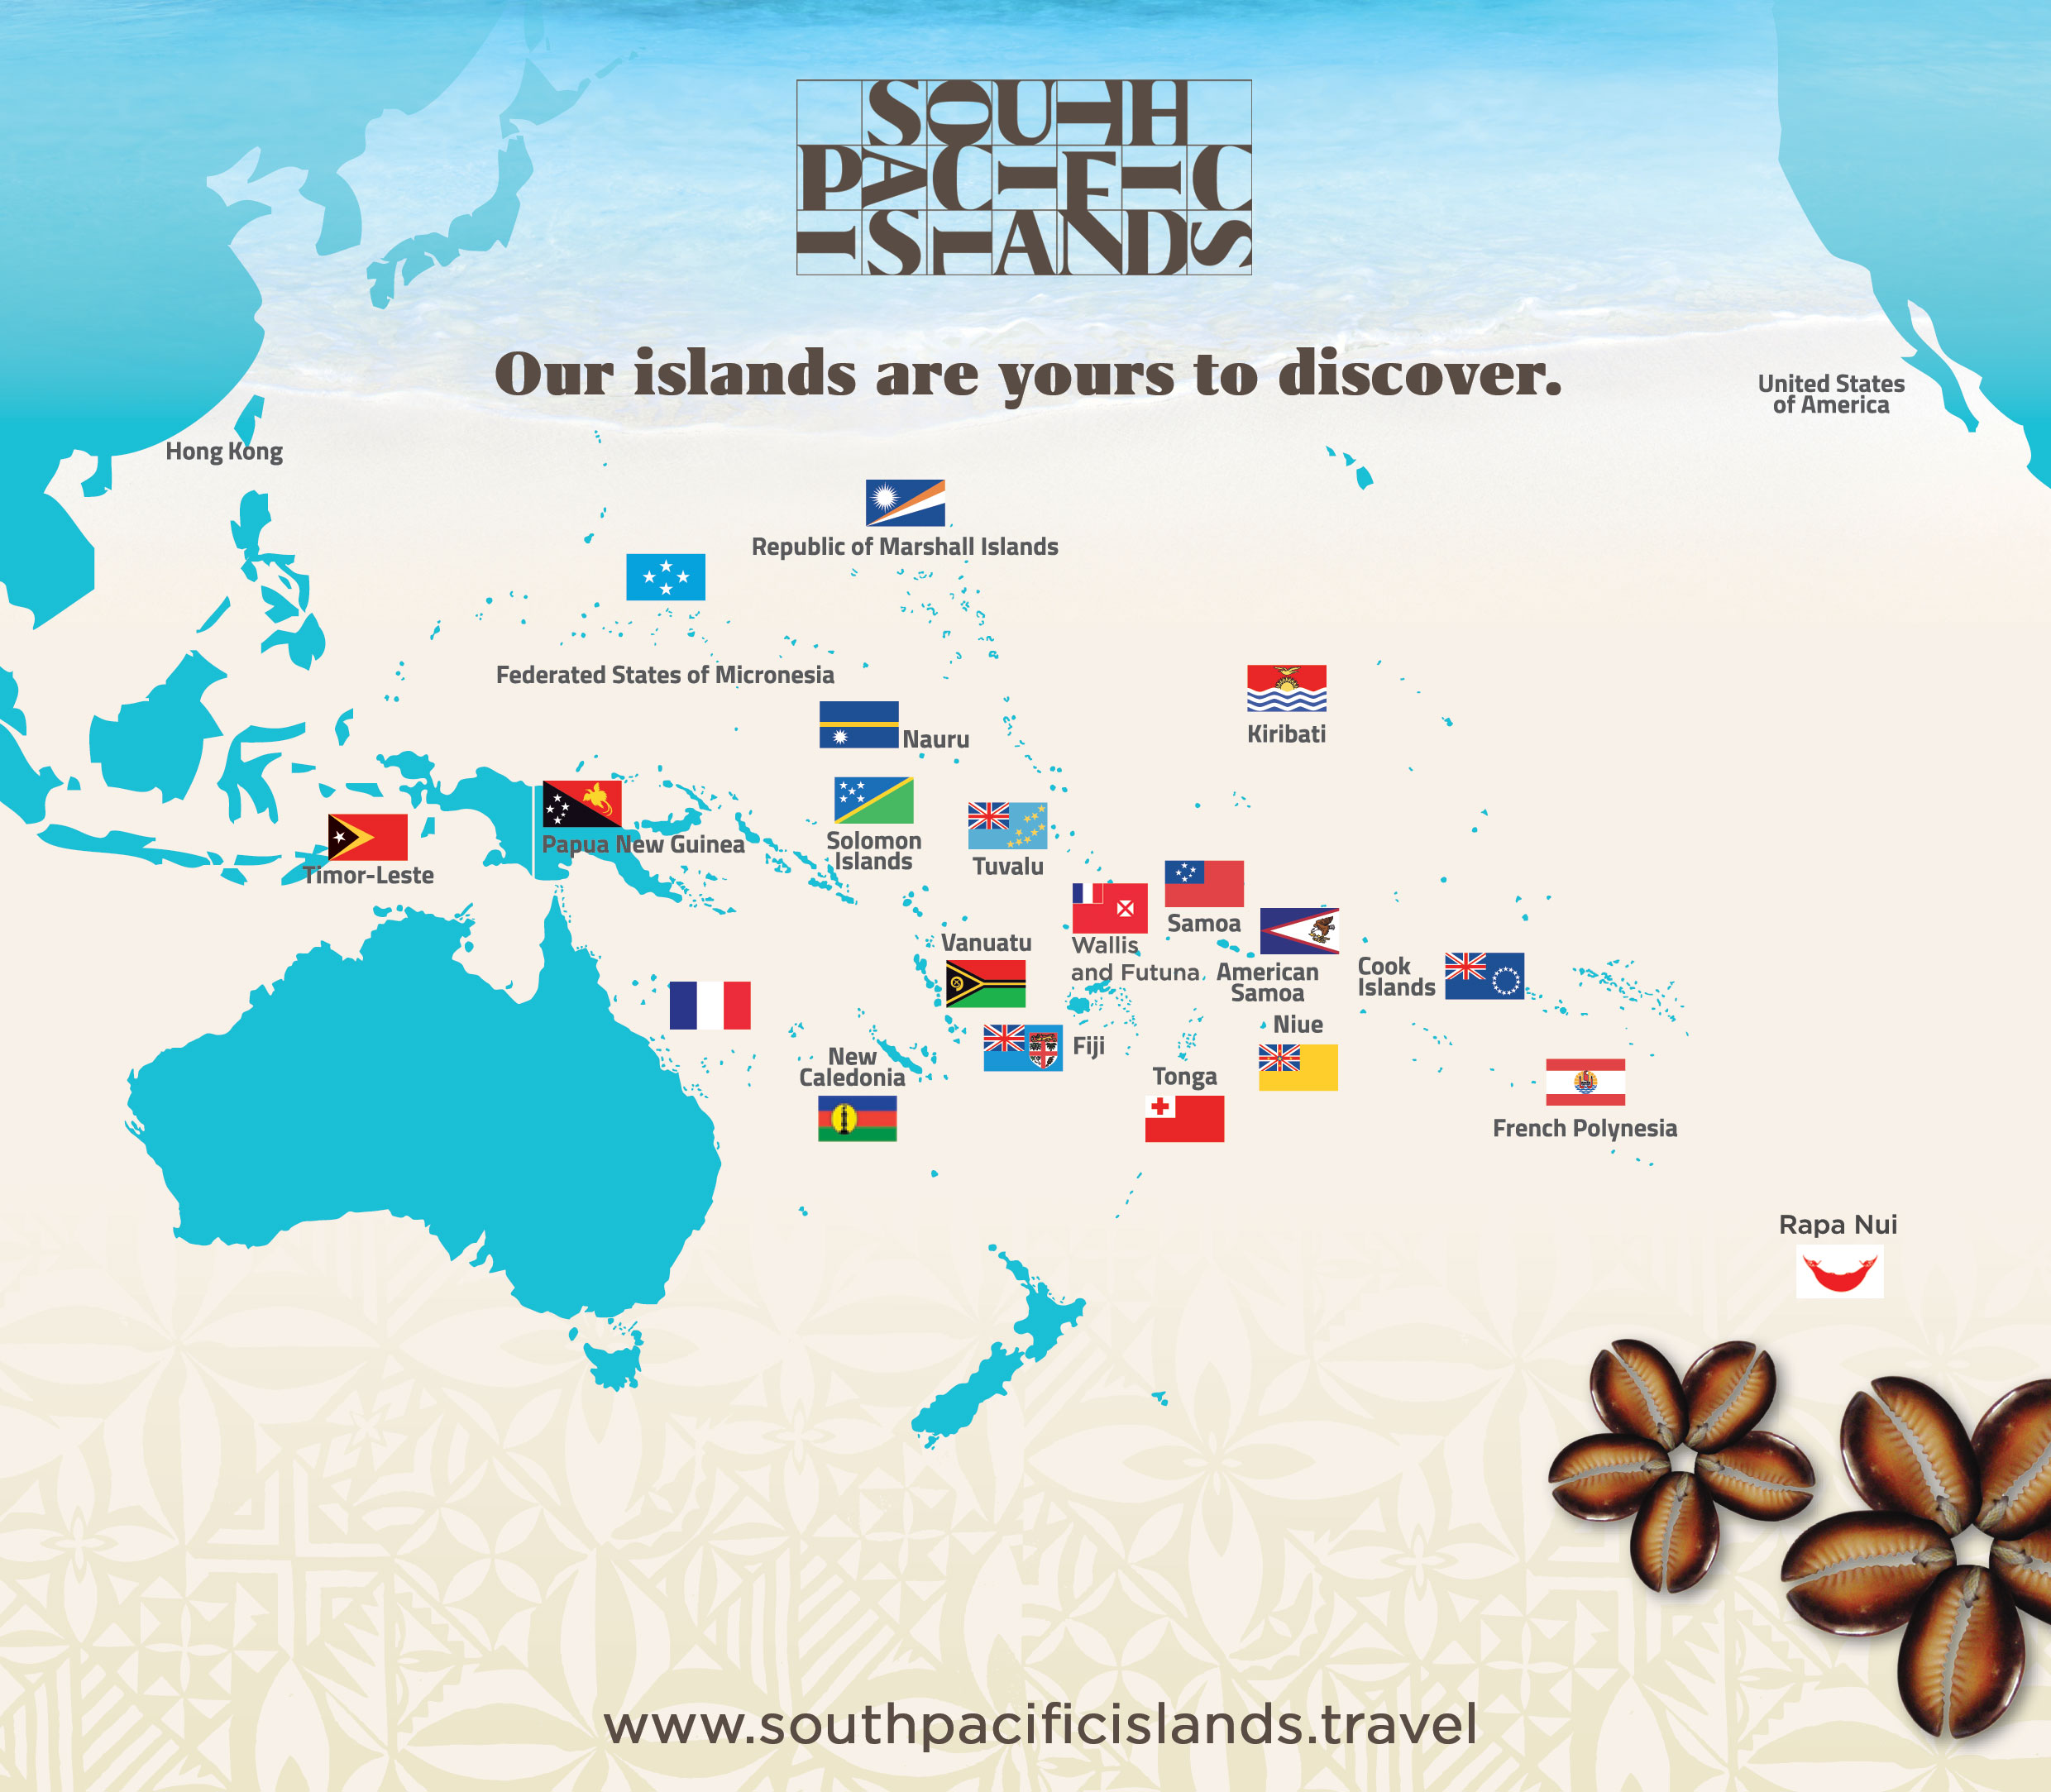 SOUTH
PACIFIC
ISLANDS
Our islands are yours to discover.
United States
of America
Hong Kong
Republic of Marshall Islands
Federated States of Micronesia
Kiribati
Nauru
Solomon
Islands
Papua New Guinea
Tuvalu
Timor-Leste
Samoa
Vanuatu
Wallis
and Futuna
American
Samoa
Cook
Islands
Niue
Fiji
New
Caledonia
Tonga
French Polynesia
Rapa Nui
www.southpacificislands.travel